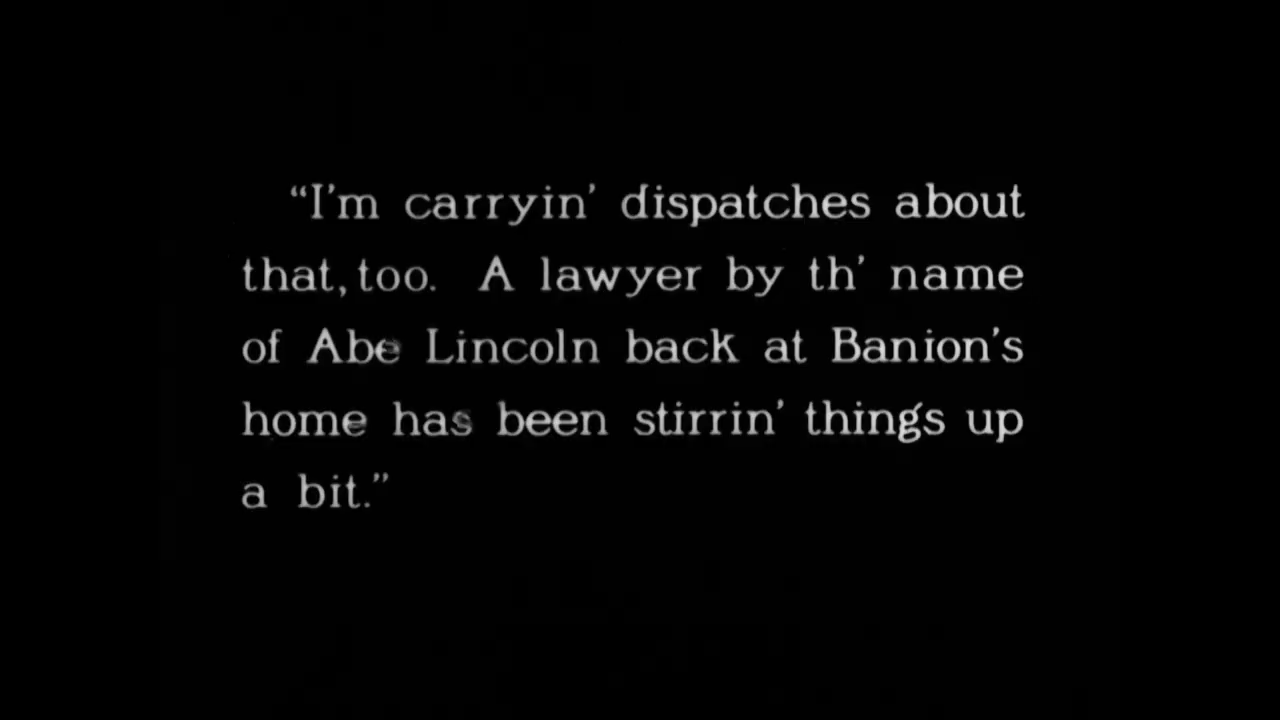 “I’m carryin’ dispatches about
that, too. A lawyer by th’ name
of Abe Lincoln back at Banion’s
home has been stirrin’ things up
a bit.”